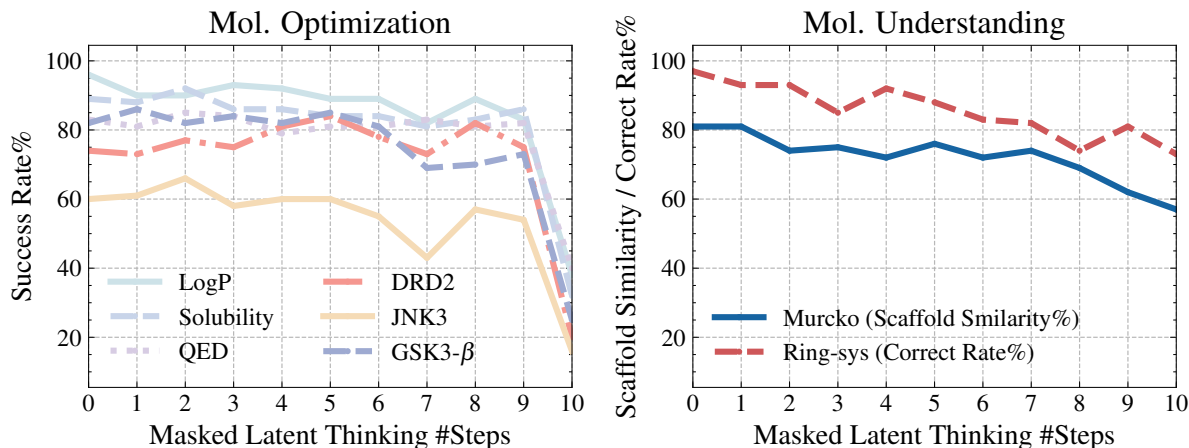 Mol. Optimization
Success Rate%
100
80
60
40
20
0 1 2 3 4 5 6 7 8 9 10
Masked Latent Thinking #Steps
LogP
Solubility
QED
DRD2
JNK3
GSK3-β
Mol. Understanding
Scaffold Similarity / Correct Rate%
100
80
60
40
20
0 1 2 3 4 5 6 7 8 9 10
Masked Latent Thinking #Steps
Murcko (Scaffold Smilarity%)
Ring-sys (Correct Rate%)